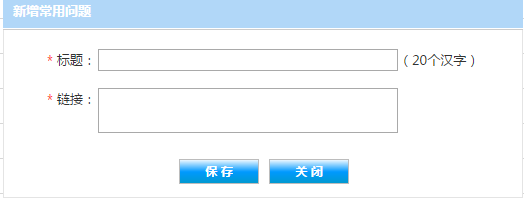 新增常用问题
* 标题：（20个汉字）
* 链接：
保存 关闭